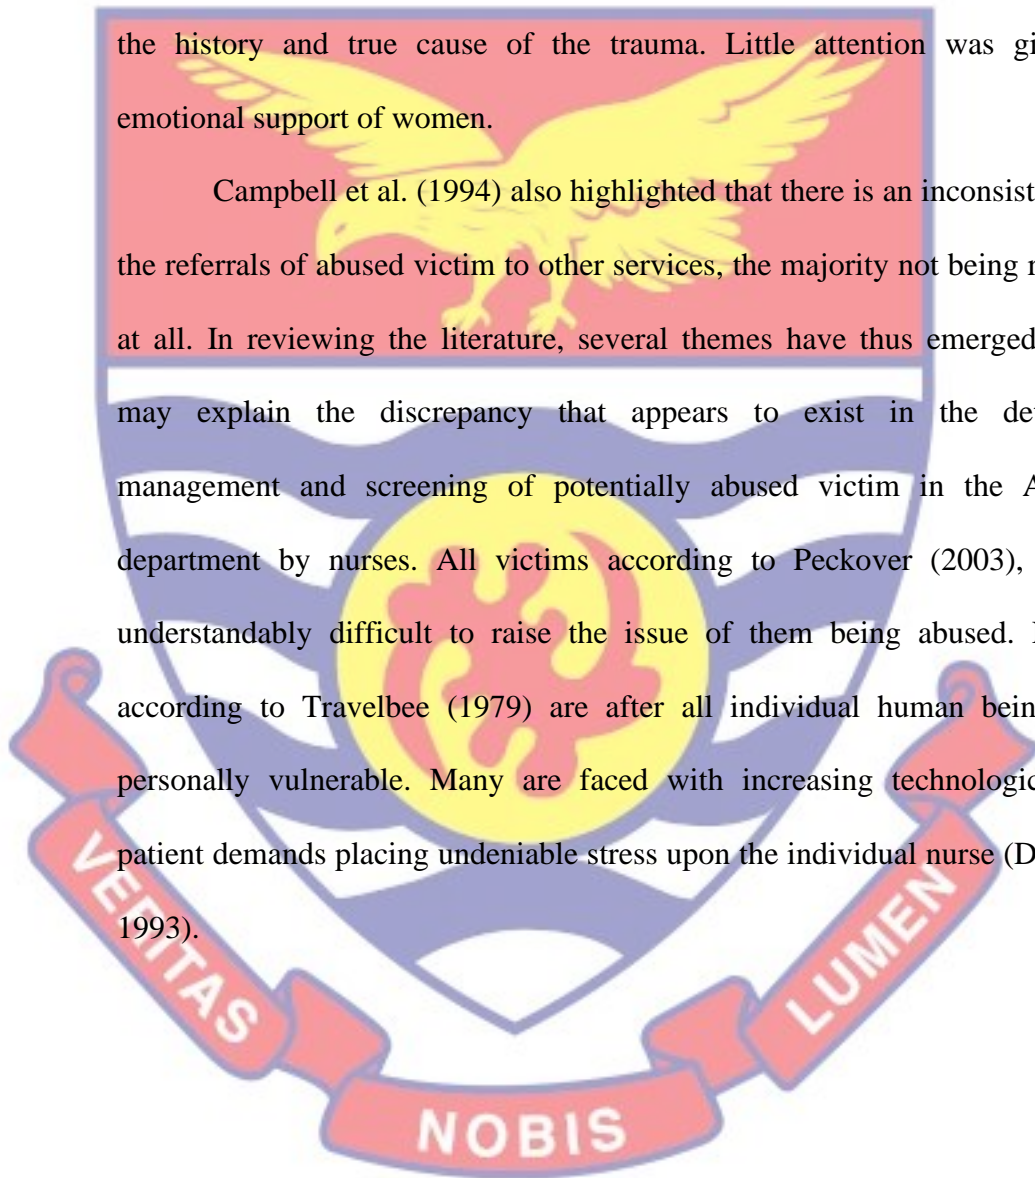 the history and true cause of the trauma. Little attention was gi
emotional support of women.
Campbell et al. (1994) also highlighted that there is an inconsist
the referrals of abused victim to other services, the majority not being r
at all. In reviewing the literature, several themes have thus emerged
may explain the discrepancy that appears to exist in the de
management and screening of potentially abused victim in the A
department by nurses. All victims according to Peckover (2003),
understandably difficult to raise the issue of them being abused.
according to Travelbee (1979) are after all individual human bein
personally vulnerable. Many are faced with increasing technologic
patient demands placing undeniable stress upon the individual nurse (D
1993).
VERITAS
NOBIS
LUMEN